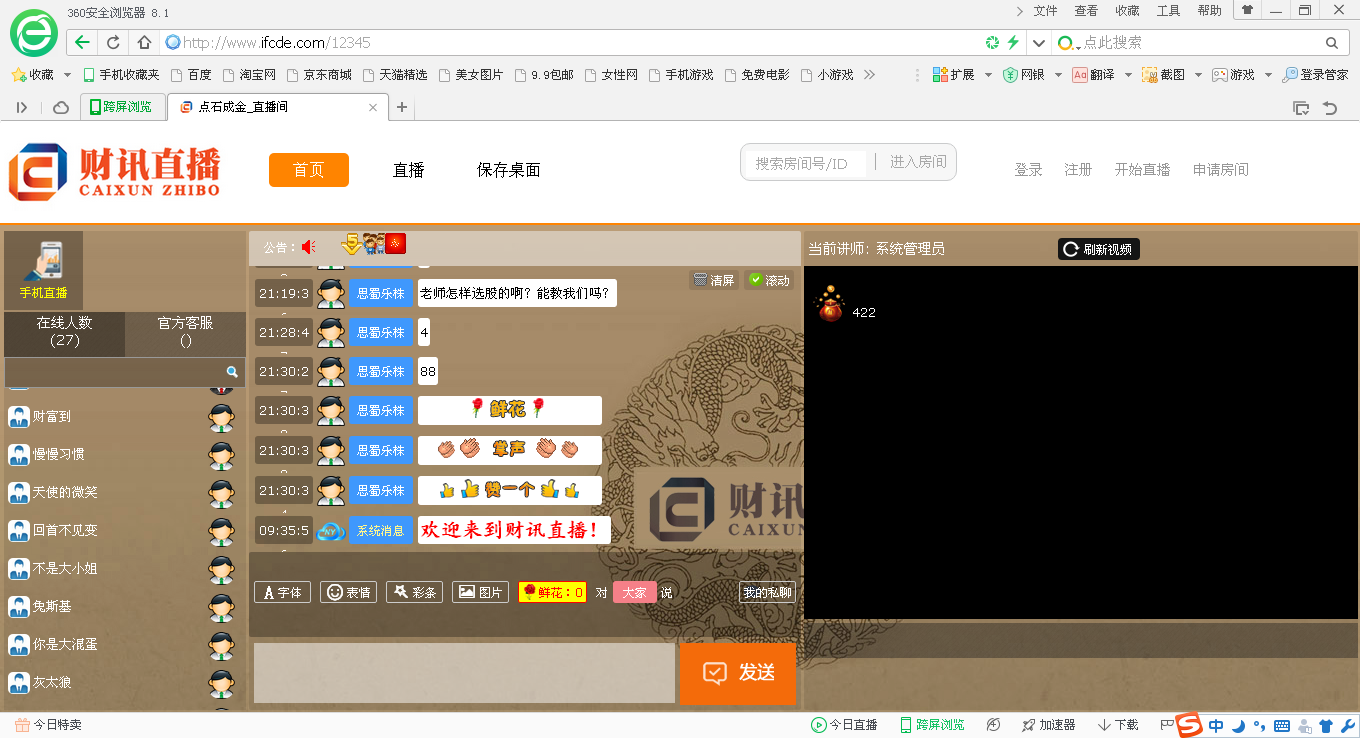 360安全浏览器 8.1
文件 查看 收藏 工具 帮助
http://www.ifcde.com/12345
点此搜索
收藏 手机收藏夹 百度 淘宝网 京东商城 天猫精选 美女图片 9.9包邮 女性网 手机游戏 免费电影 小游戏
扩展 网银 翻译 截图 游戏 登录管家
跨屏浏览 点石成金_直播间
财讯直播
CAIXUN ZHIBO
首页 直播 保存桌面
搜索房间号/ID 进入房间
登录 注册 开始直播 申请房间
手机直播
在线人数
(27)
官方客服
()
财富到
慢慢习惯
天使的微笑
回首不见变
不是大小姐
兔斯基
你是大混蛋
灰太狼
公告：
清屏 滚动
21:19:3 思蜀乐株 老师怎样选股的啊？能教我们吗？
21:28:4 思蜀乐株 4
21:30:2 思蜀乐株 88
21:30:3 思蜀乐株 鲜花
21:30:3 思蜀乐株 掌声
21:30:3 思蜀乐株 赞一个
09:35:5 系统消息 欢迎来到财讯直播！
财讯
CAIXUN
A字体 表情 彩条 图片 鲜花：0 对 大家 说 我的私聊
发送
当前讲师：系统管理员 刷新视频
422
今日特卖
今日直播 跨屏浏览 加速器 下载
中